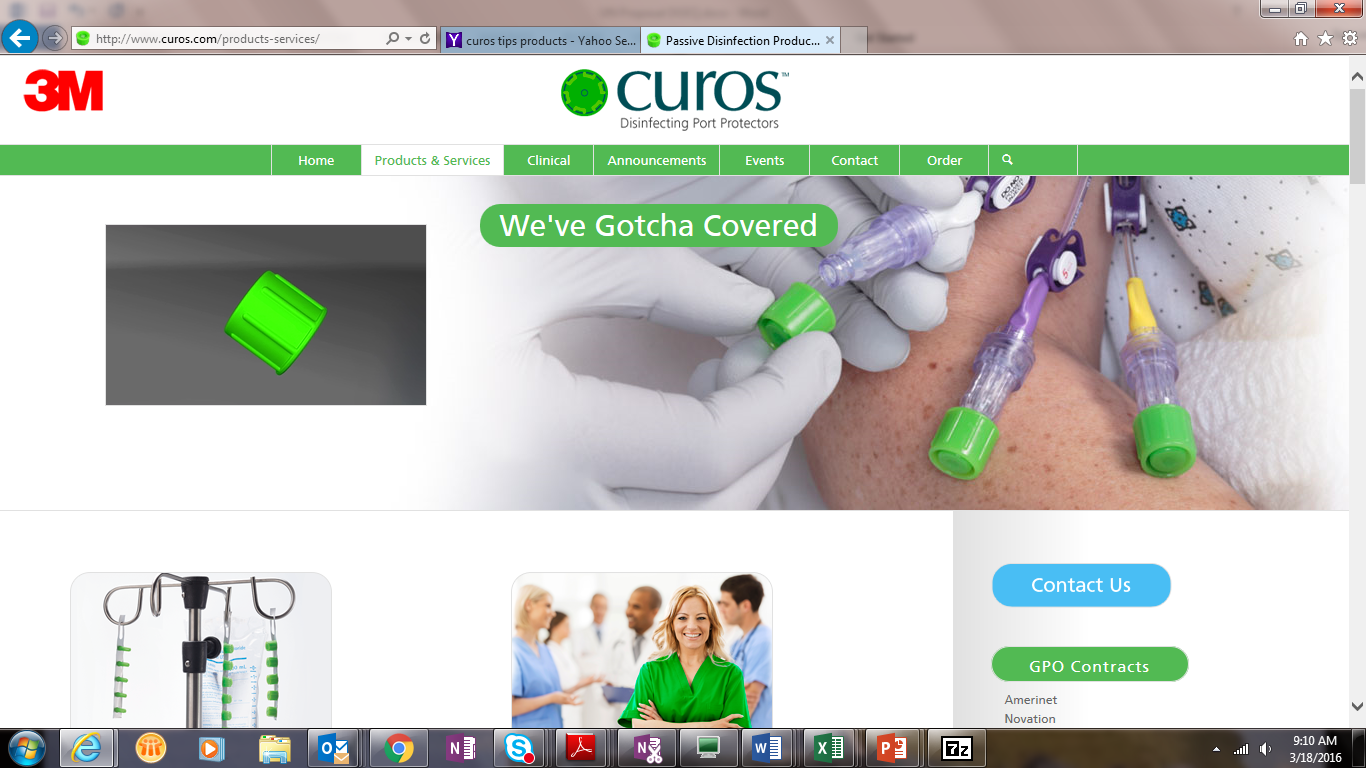 http://www.curos.com/products-services/
curos tips products - Yahoo Se...
Passive Disinfection Produc...
3M
curos™
Disinfecting Port Protectors
Home
Products & Services
Clinical
Announcements
Events
Contact
Order
We've Gotcha Covered
Contact Us
GPO Contracts
Amerinet
Novation
9:10 AM
3/18/2016